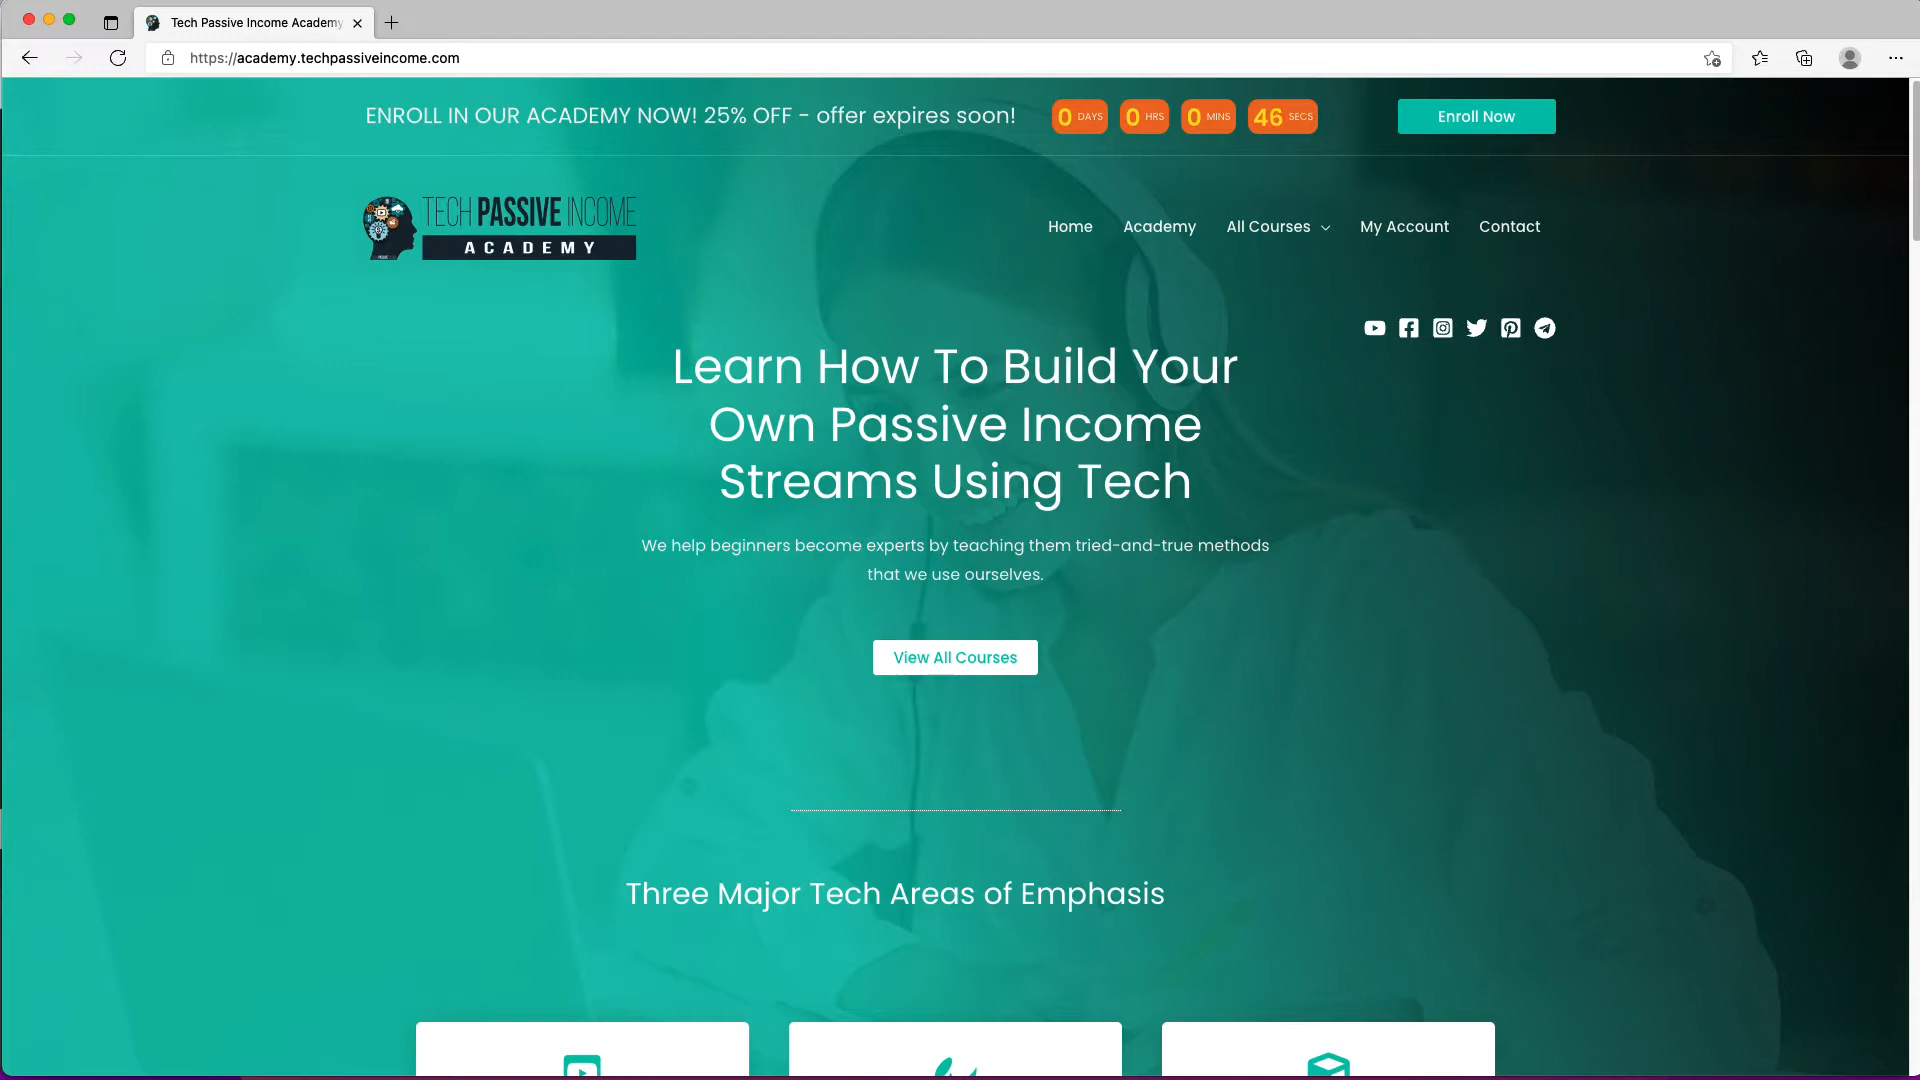 Tech Passive Income Academy
https://academy.techpassiveincome.com
ENROLL IN OUR ACADEMY NOW! 25% OFF - offer expires soon!
0 DAYS 0 HRS 0 MINS 46 SECS
Enroll Now
TECH PASSIVE INCOME
ACADEMY
Home Academy All Courses My Account Contact
Learn How To Build Your
Own Passive Income
Streams Using Tech
We help beginners become experts by teaching them tried-and-true methods
that we use ourselves.
View All Courses
Three Major Tech Areas of Emphasis